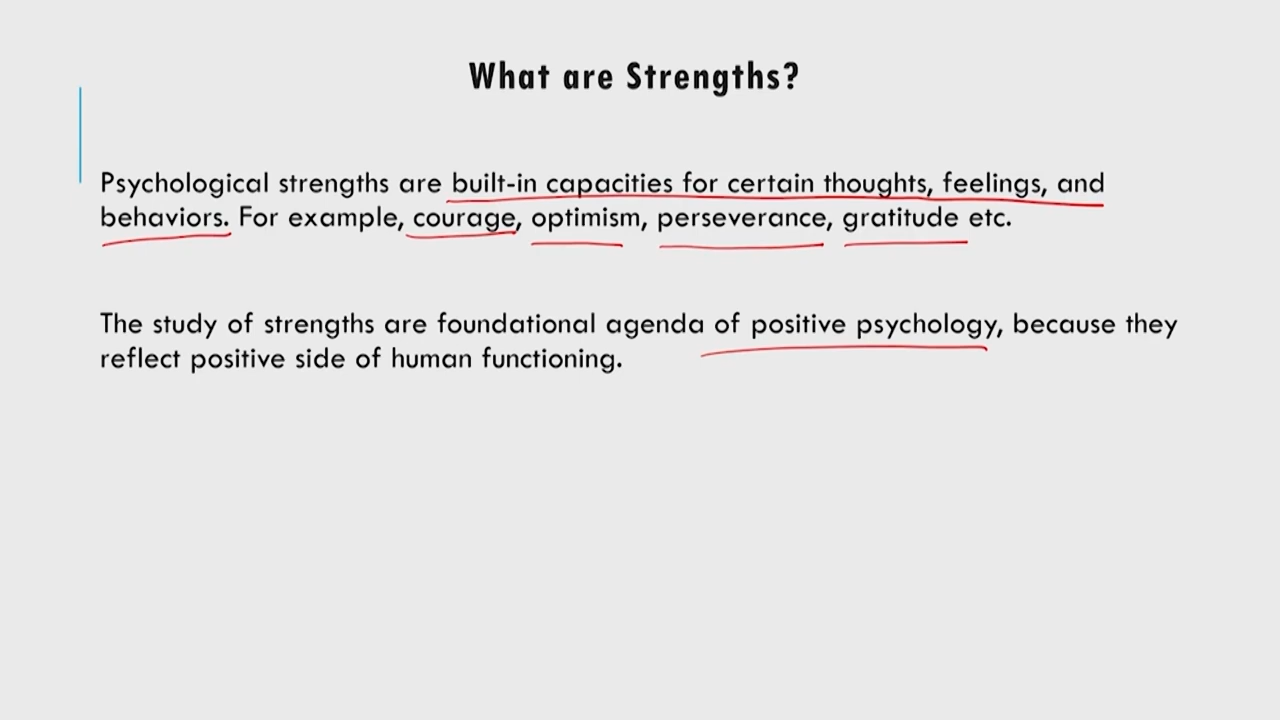 What are Strengths?
Psychological strengths are built-in capacities for certain thoughts, feelings, and
behaviors. For example, courage, optimism, perseverance, gratitude etc.
The study of strengths are foundational agenda of positive psychology, because they
reflect positive side of human functioning.